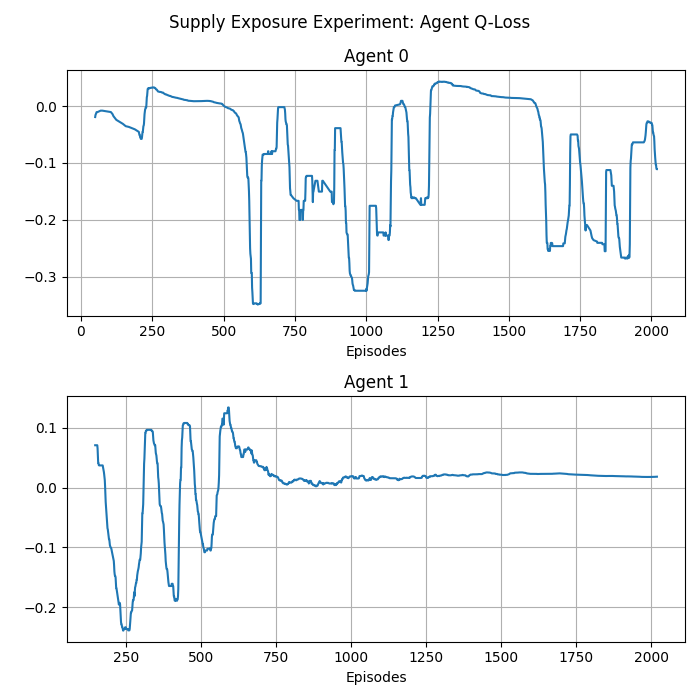 Supply Exposure Experiment: Agent Q-Loss
Agent 0
0.0
−0.1
−0.2
−0.3
0 250 500 750 1000 1250 1500 1750 2000
Episodes
Agent 1
0.1
0.0
−0.1
−0.2
250 500 750 1000 1250 1500 1750 2000
Episodes